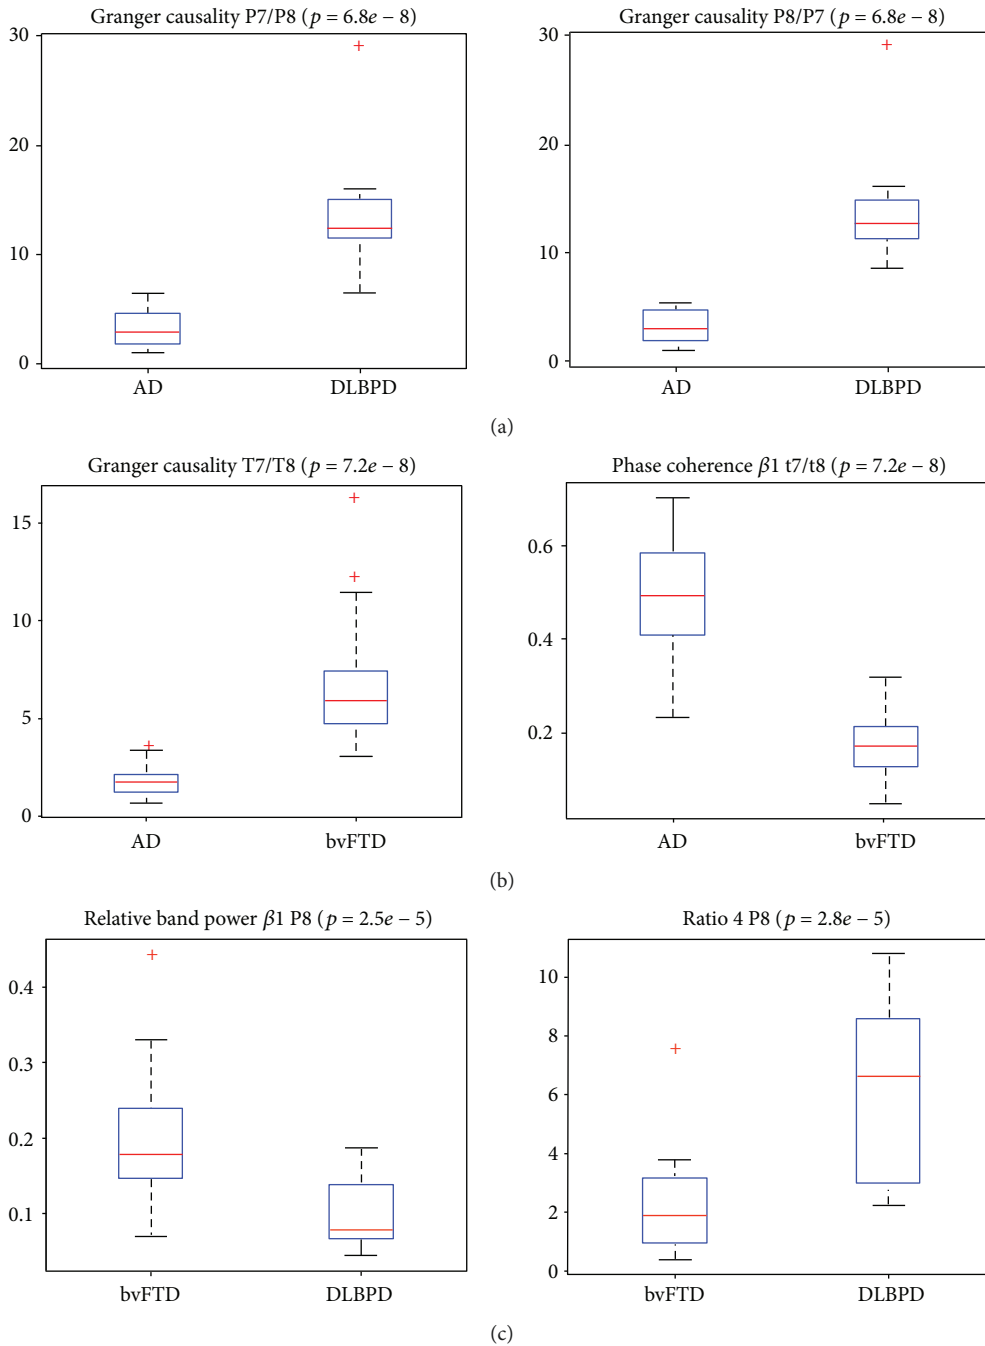 Granger causality P7/P8 (p = 6.8e − 8)
30
20
10
0
AD
DLBPD
Granger causality P8/P7 (p = 6.8e − 8)
30
20
10
0
AD
DLBPD
(a)
Granger causality T7/T8 (p = 7.2e − 8)
15
10
5
0
AD
bvFTD
Phase coherence β1 t7/t8 (p = 7.2e − 8)
0.6
0.4
0.2
AD
bvFTD
(b)
Relative band power β1 P8 (p = 2.5e − 5)
0.4
0.3
0.2
0.1
bvFTD
DLBPD
Ratio 4 P8 (p = 2.8e − 5)
10
8
6
4
2
0
bvFTD
DLBPD
(c)